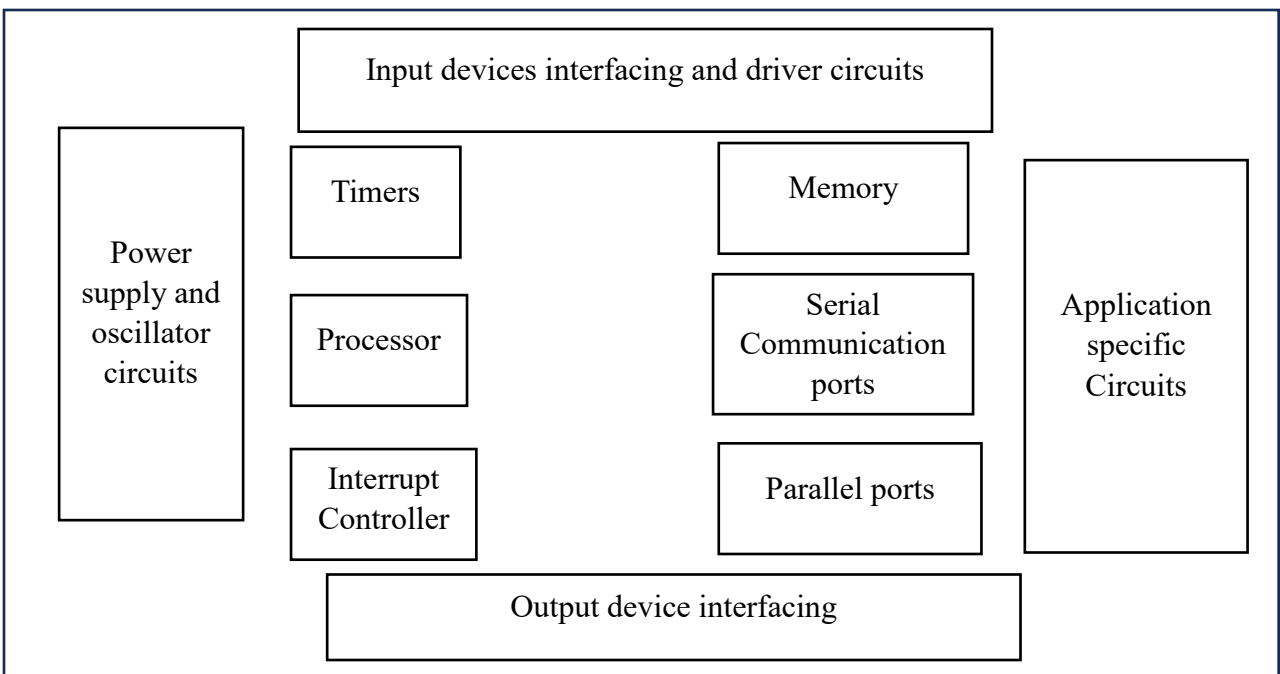 Input devices interfacing and driver circuits
Timers
Memory
Power
supply and
oscillator
circuits
Processor
Serial
Communication
ports
Application
specific
Circuits
Interrupt
Controller
Parallel ports
Output device interfacing